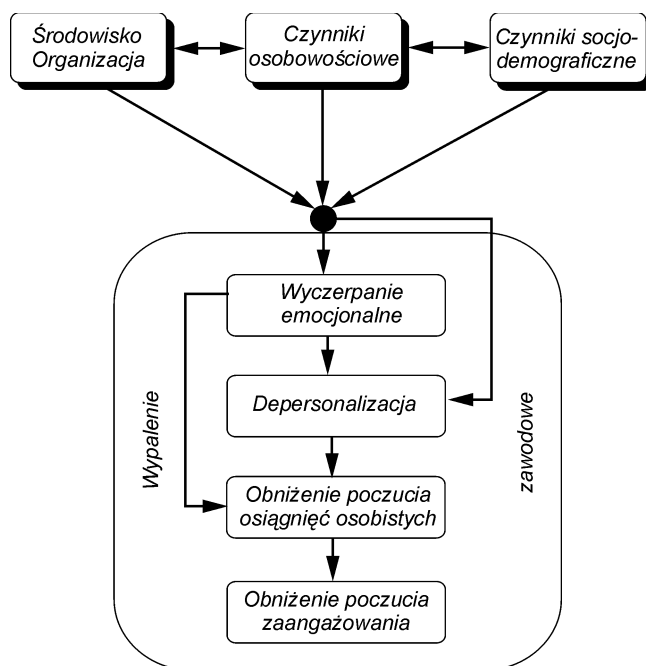 Środowisko
Organizacja
Czynniki
osobowościowe
Czynniki socjo-
demograficzne
Wyczerpanie
emocjonalne
Depersonalizacja
Wypalenie
zawodowe
Obniżenie poczucia
osiągnięć osobistych
Obniżenie poczucia
zaangażowania